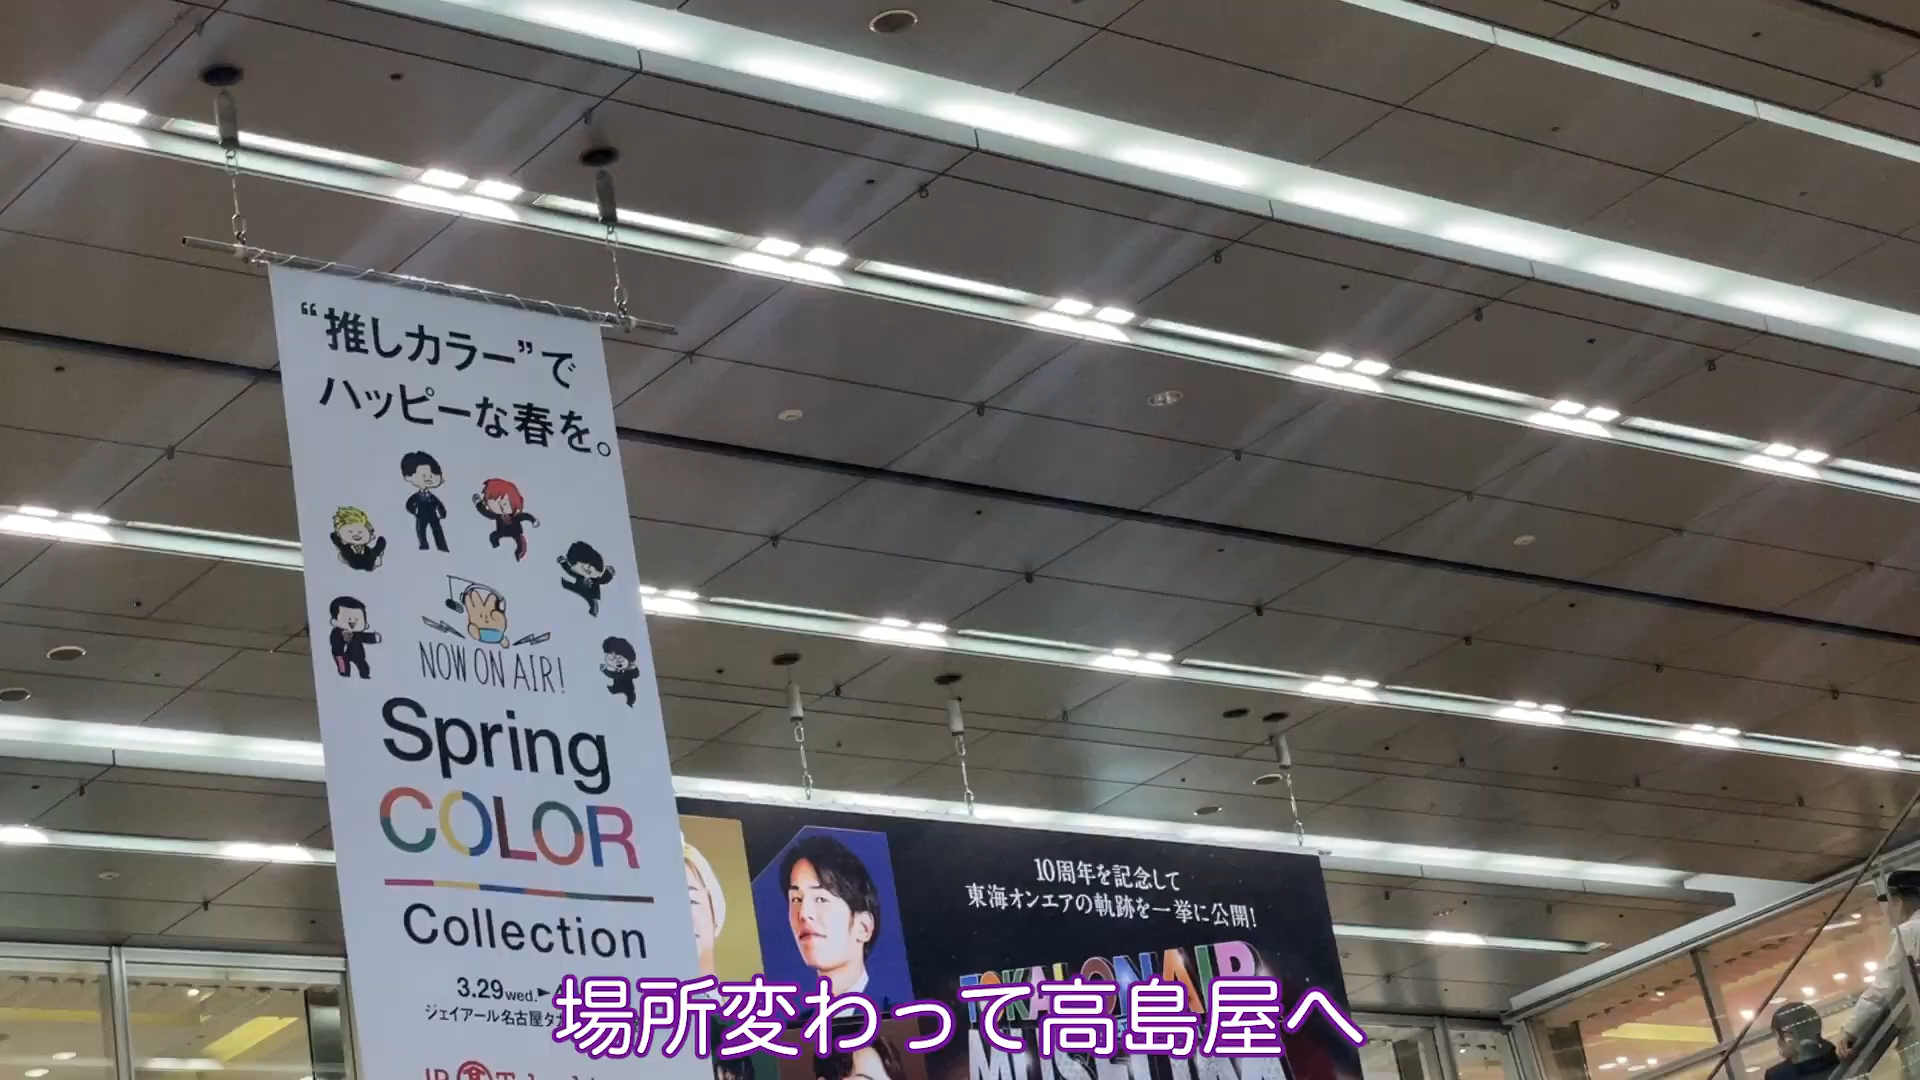 “推しカラー”で
ハッピーな春を。
NOW ON AIR!
Spring
COLOR
Collection
3.29wed.►
ジェイアール名古屋タ
10周年を記念して
東海オンエアの軌跡を一挙に公開!
TOKAI ONAIR
場所変わって高島屋へ